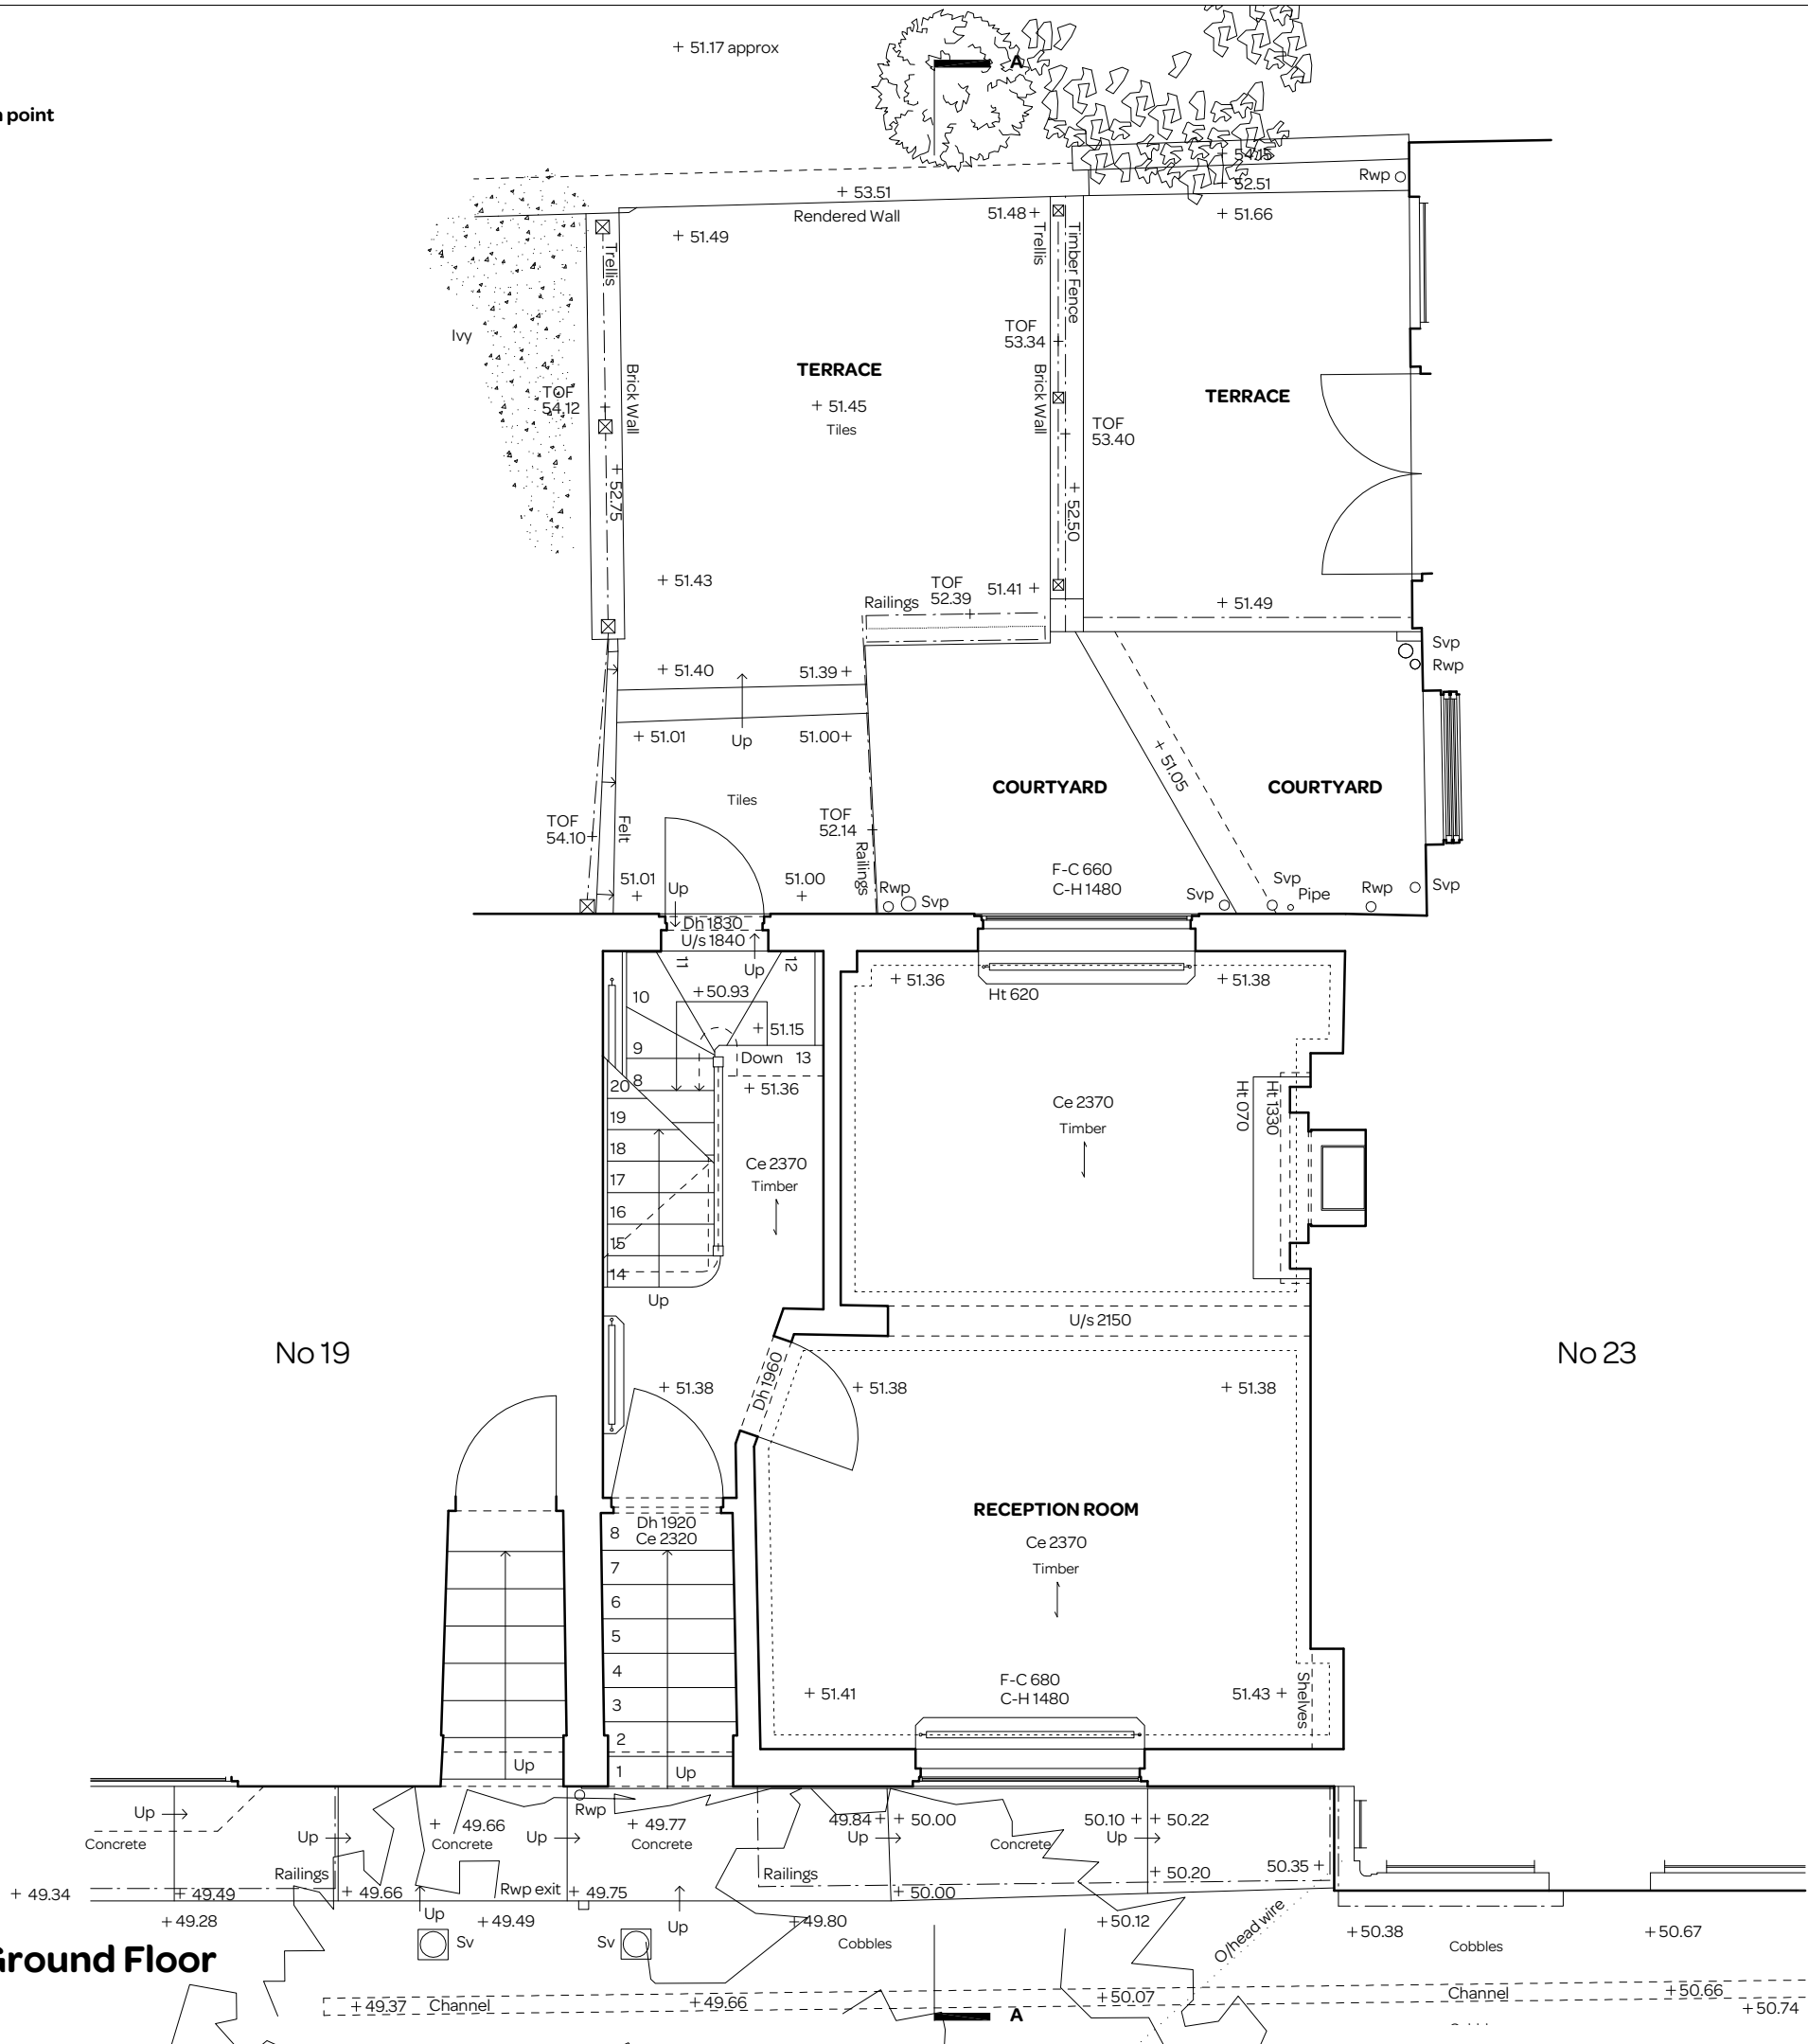 + 51.17 approx
A
point
+ 54.15
+ 52.51
Rwp
+ 53.51
Rendered Wall
51.48 +
+ 51.66
+ 51.49
Trellis
Trellis
Timber Fence
Ivy
TOF
53.34
TERRACE
+ 51.45
Tiles
TERRACE
Brick Wall
Brick Wall
TOF
54.12
TOF
53.40
+ 52.75
+ 52.50
+ 51.43
TOF
52.39
51.41 +
Railings
+ 51.49
Svp
Rwp
+ 51.40
51.39 +
+ 51.01
Up
51.00+
+ 51.05
COURTYARD
COURTYARD
Tiles
TOF
54.10+
Felt
TOF
52.14
Railings
F-C 660
C-H 1480
51.01
+
Up
51.00
+
Rwp
Svp
Svp
Svp
Pipe
Rwp
Svp
Dh 1830
U/s 1840
11
Up
12
+50.93
10
+ 51.15
+ 51.36
+ 51.38
Ht 620
9
Down 13
8
20
+ 51.36
19
18
17
16
15
14
Up
Ce 2370
Timber
Ce 2370
Timber
Ht 070
Ht 1330
U/s 2150
No 19
No 23
Dh 1960
+ 51.38
+ 51.38
+ 51.38
RECEPTION ROOM
Ce 2370
Timber
Dh 1920
Ce 2320
8
7
6
5
4
3
2
1
Up
Up
F-C 680
C-H 1480
+ 51.41
51.43 +
Shelves
Up
Concrete
Up
Railings
+ 49.66
Concrete
Up
Rwp
+ 49.77
Concrete
49.84 +
+ 50.00
Up
Railings
Concrete
50.10 +
+ 50.22
Up
+ 50.20
50.35 +
+ 49.34
+49.49
+ 49.66
Rwp exit
+ 49.75
+ 50.00
+49.28
Up
+49.49
Up
+49.80
Cobbles
+50.12
O/head wire
+50.38
Cobbles
+50.67
Sv
Sv
Ground Floor
+49.37
Channel
+49.66
+50.07
Channel
+50.66
+50.74
A